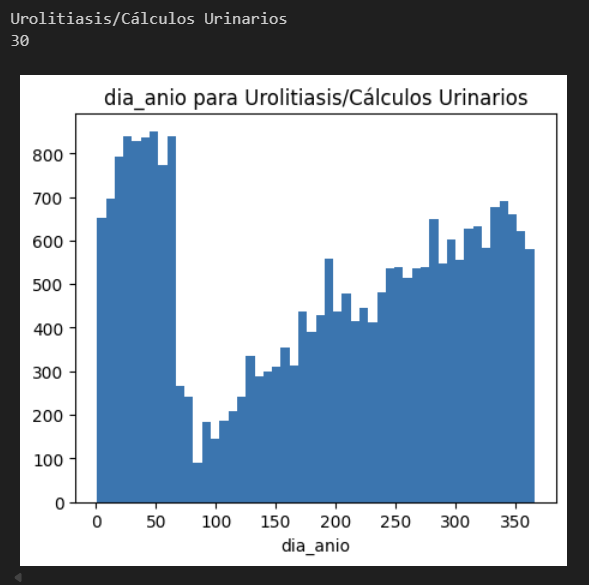 Urolitiasis/Cálculos Urinarios
30
dia_anio para Urolitiasis/Cálculos Urinarios
800
700
600
500
400
300
200
100
0
0 50 100 150 200 250 300 350
dia_anio